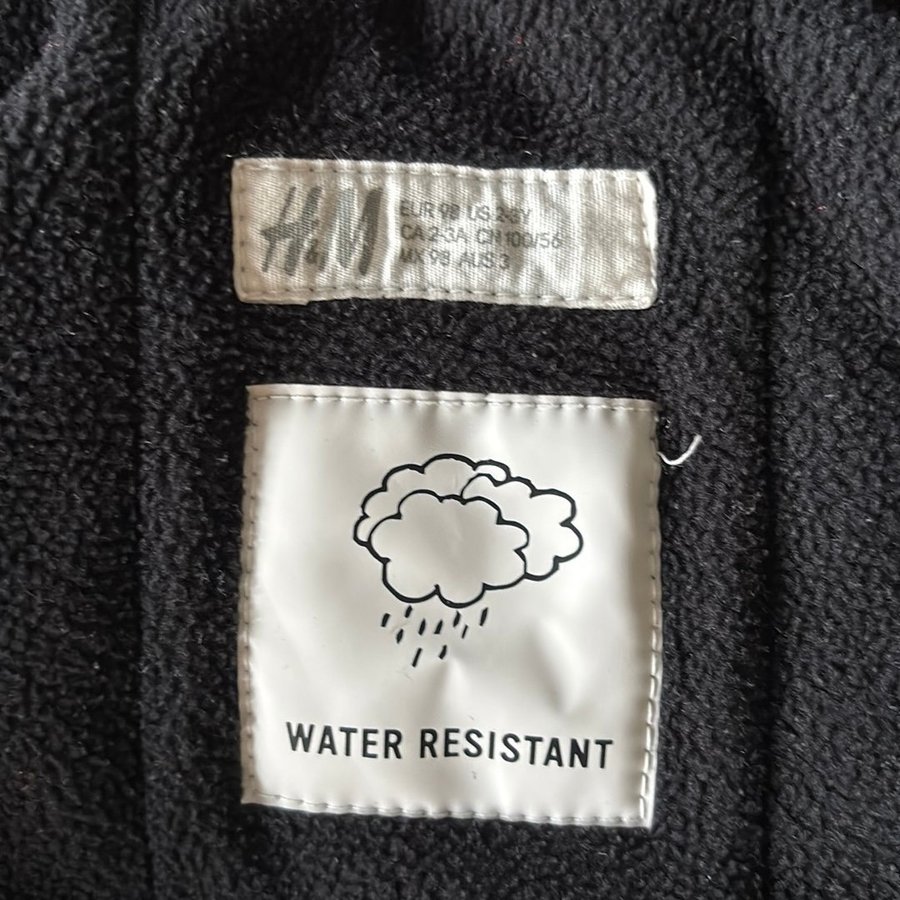 H&M
EUR 98 US 2-3Y
CA 2-3A CN 100/56
MX 98 AUS 3
WATER RESISTANT